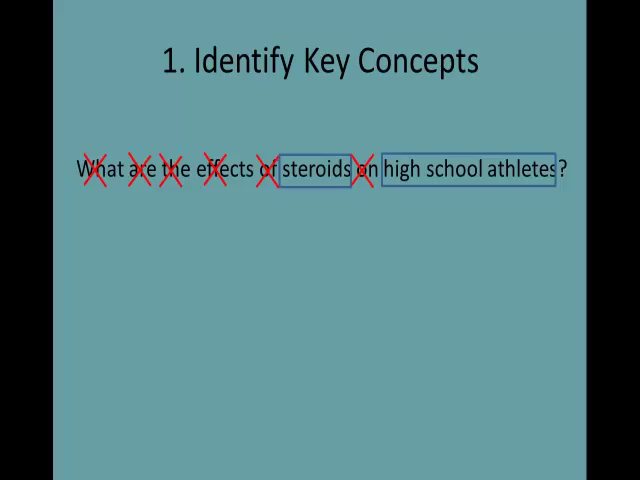 1. Identify Key Concepts
What are the effects of steroids on high school athletes?